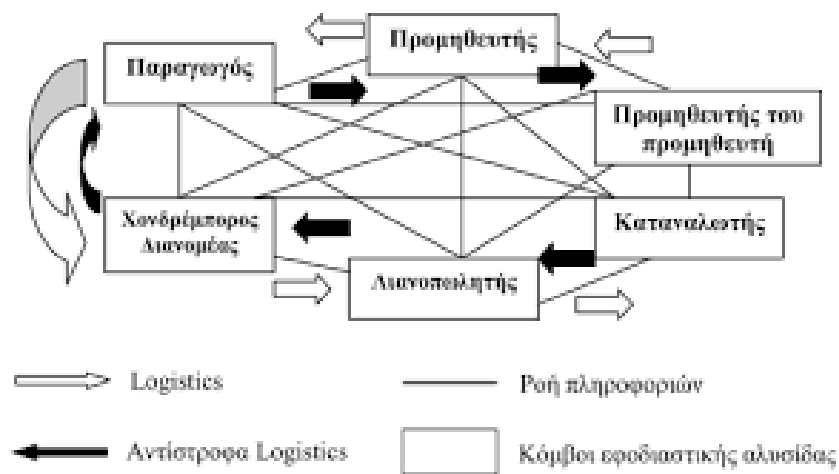 Προμηθευτής
Παραγωγός
Προμηθευτής του
προμηθευτή
Χονδρέμπορος
Διανομέας
Καταναλωτής
Λιανοπωλητής
Logistics
Ροή πληροφοριών
Αντίστροφα Logistics
Κόμβοι εφοδιαστικής αλυσίδας